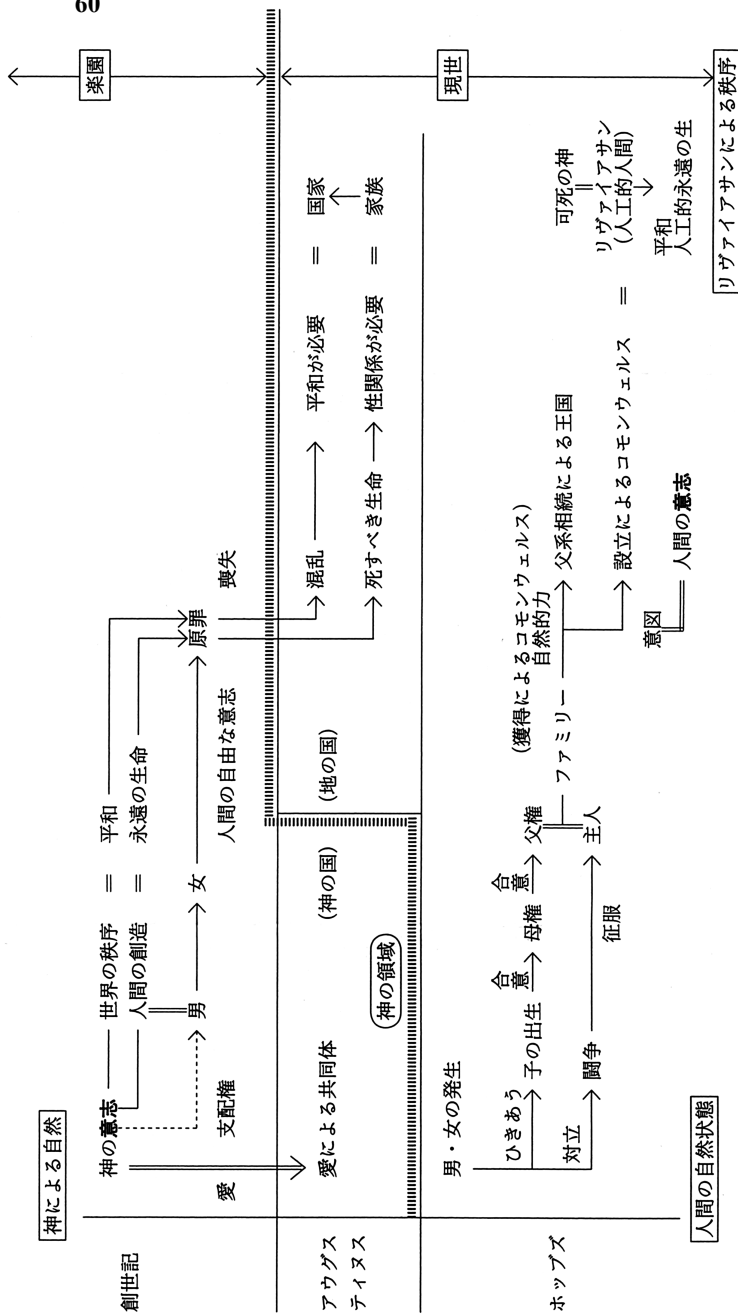 60
神による自然
楽園
創世記
神の意志
世界の秩序 = 平和
人間の創造 = 永遠の生命
男
女
原罪
愛
支配権
人間の自由な意志
喪失
現世
アウグス
ティヌス
愛による共同体
(神の国)
(地の国)
神の領域
混乱
平和が必要 = 国家
死すべき生命
性関係が必要 = 家族
ホッブズ
男・女の発生
ひきあう
対立
子の出生
合意
母権
合意
父権
闘争
征服
主人
ファミリー
(獲得によるコモンウェルス)
自然的力
父系相続による王国
設立によるコモンウェルス =
意図
人間の意志
可死の神
リヴァイアサン
(人工的人間)
平和
人工的永遠の生
人間の自然状態
リヴァイアサンによる秩序